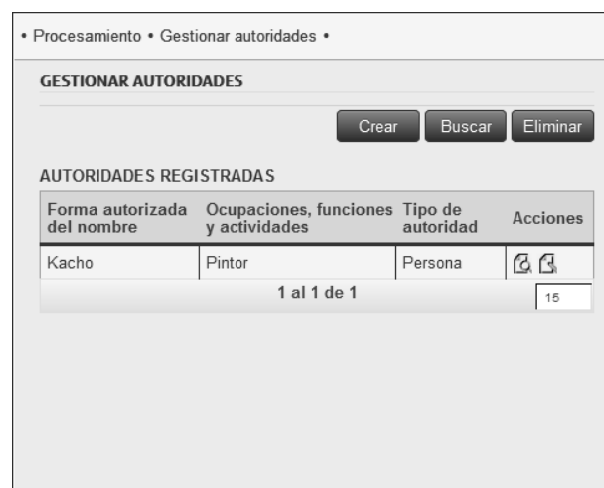 • Procesamiento • Gestionar autoridades •
GESTIONAR AUTORIDADES
Crear Buscar Eliminar
AUTORIDADES REGISTRADAS
Forma autorizada del nombre Ocupaciones, funciones y actividades Tipo de autoridad Acciones
Kacho Pintor Persona
1 al 1 de 1 15